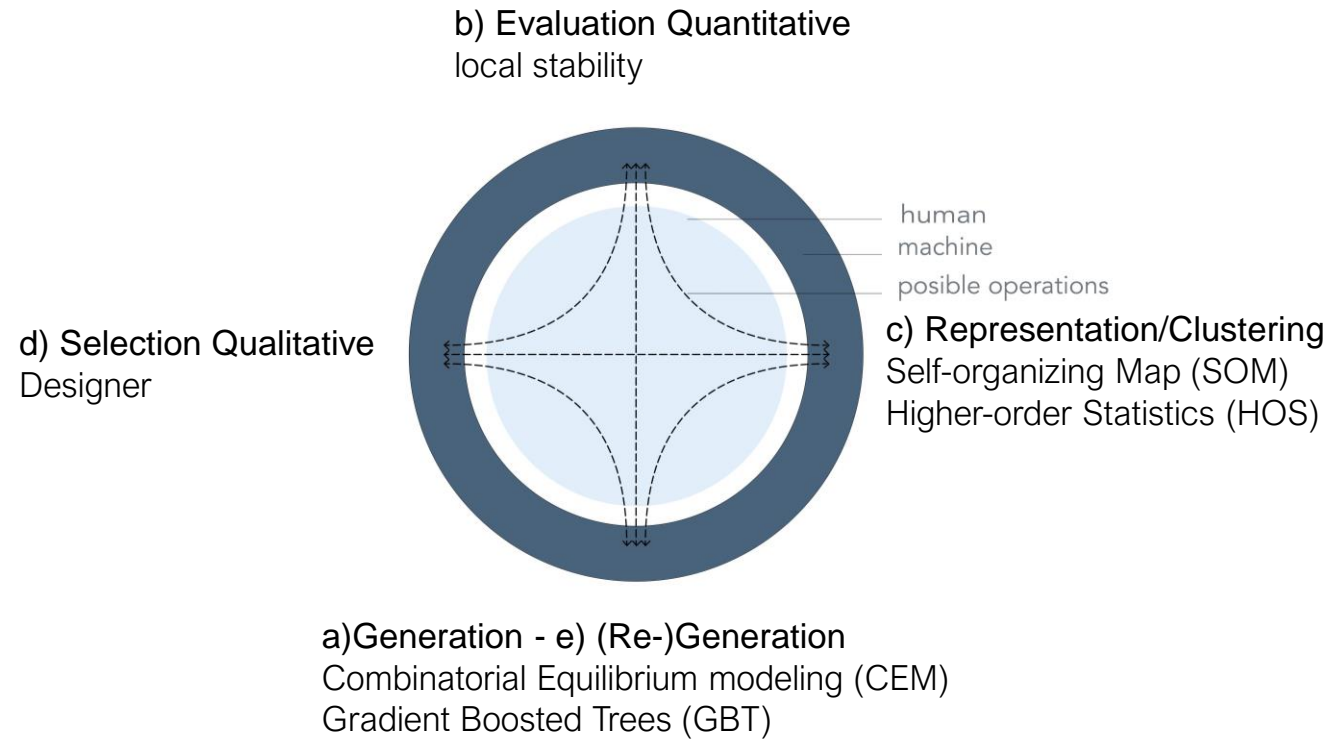 b) Evaluation Quantitative
local stability
human
machine
posible operations
d) Selection Qualitative
Designer
c) Representation/Clustering
Self-organizing Map (SOM)
Higher-order Statistics (HOS)
a)Generation - e) (Re-)Generation
Combinatorial Equilibrium modeling (CEM)
Gradient Boosted Trees (GBT)